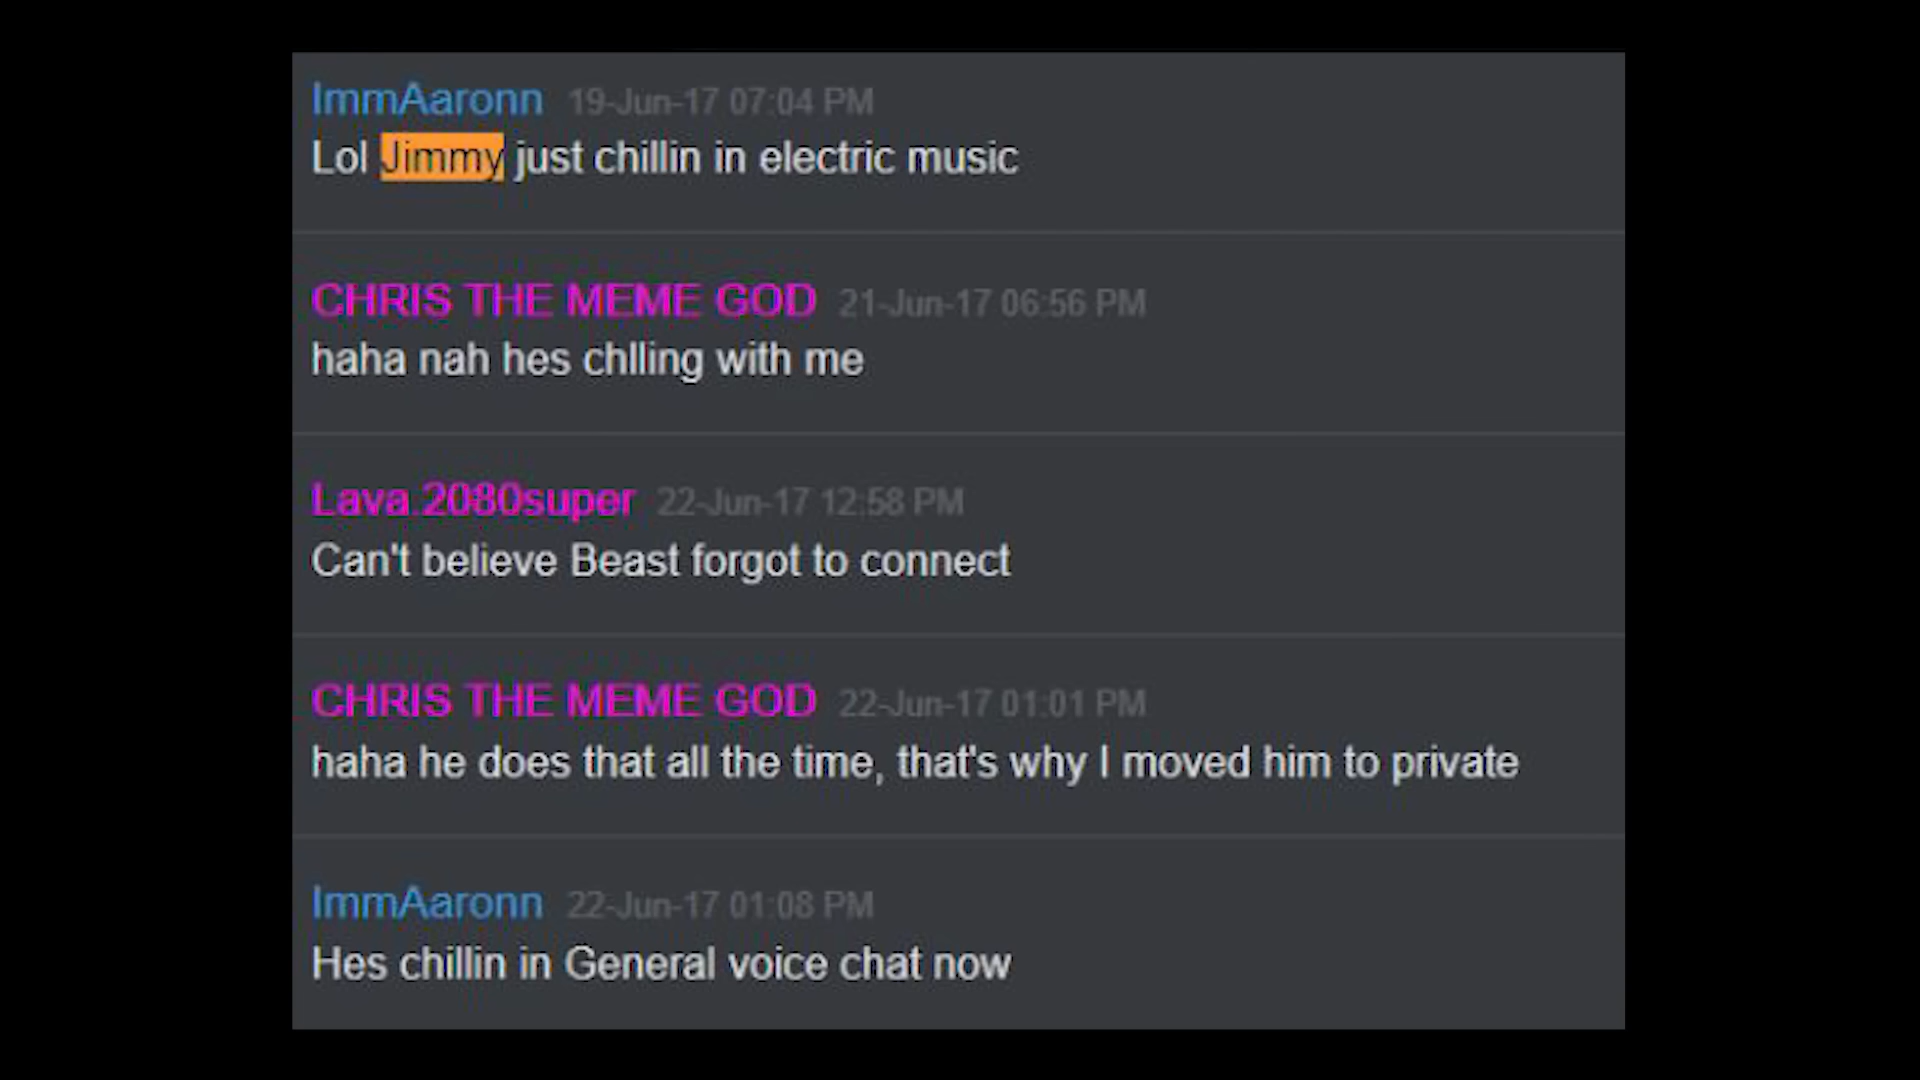 ImmAaronn 19-Jun-17 07:04 PM
Lol Jimmy just chillin in electric music
CHRIS THE MEME GOD 21-Jun-17 06:56 PM
haha nah hes chlling with me
Lava.2080super 22-Jun-17 12:58 PM
Can't believe Beast forgot to connect
CHRIS THE MEME GOD 22-Jun-17 01:01 PM
haha he does that all the time, that's why I moved him to private
ImmAaronn 22-Jun-17 01:08 PM
Hes chillin in General voice chat now